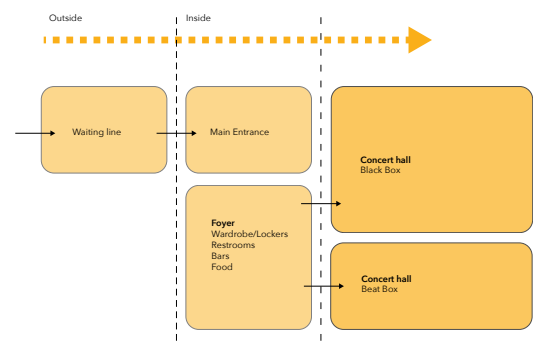 Outside
Inside
Waiting line
Main Entrance
Concert hall
Black Box
Foyer
Wardrobe/Lockers
Restrooms
Bars
Food
Concert hall
Beat Box